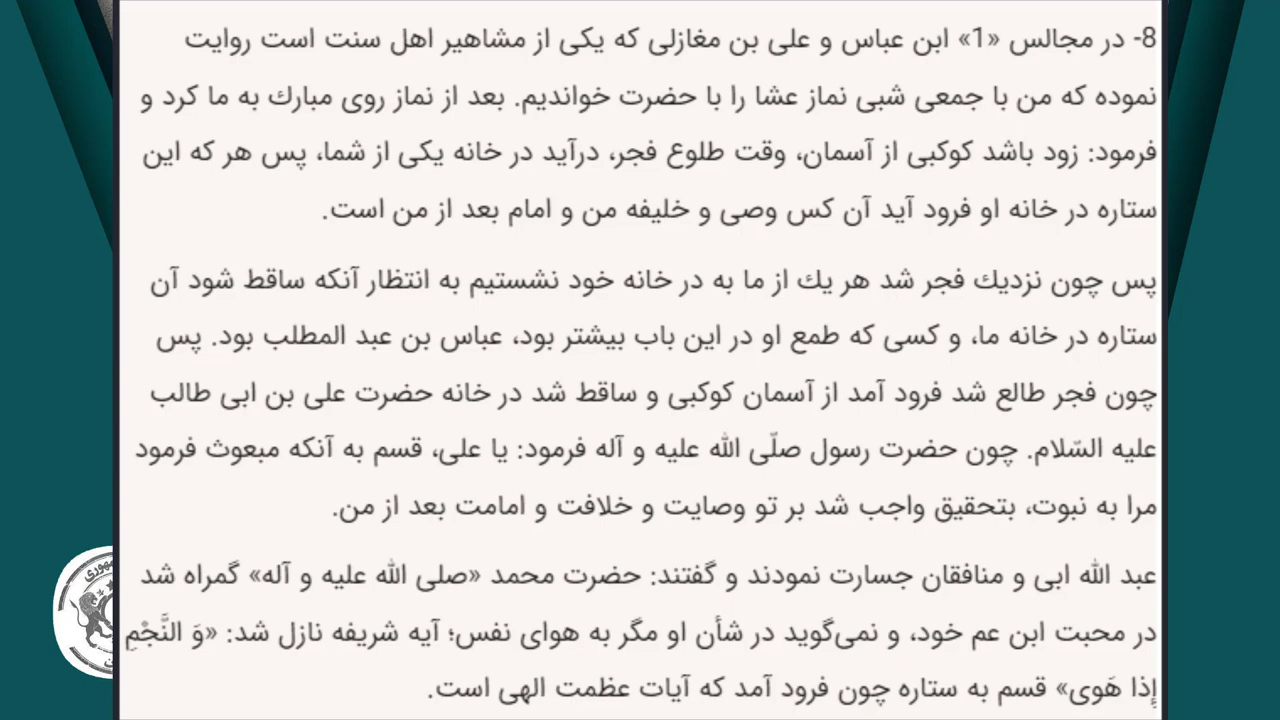 8- در مجالس «1» ابن عباس و علی بن مغازلی که یکی از مشاهیر اهل سنت است روایت
نموده که من با جمعی شبی نماز عشا را با حضرت خواندیم. بعد از نماز روی مبارك به ما کرد و
فرمود: زود باشد کوکبی از آسمان، وقت طلوع فجر، درآید در خانه یکی از شما، پس هر که این
ستاره در خانه او فرود آید آن کس وصی و خلیفه من و امام بعد از من است.
پس چون نزدیك فجر شد هر یك از ما به در خانه خود نشستیم به انتظار آنکه ساقط شود آن
ستاره در خانه ما، و کسی که طمع او در این باب بیشتر بود، عباس بن عبد المطلب بود. پس
چون فجر طالع شد فرود آمد از آسمان کوکبی و ساقط شد در خانه حضرت علی بن ابی طالب
علیه السّلام. چون حضرت رسول صلّی الله علیه و آله فرمود: یا علی، قسم به آنکه مبعوث فرمود
مرا به نبوت، بتحقیق واجب شد بر تو وصایت و خلافت و امامت بعد از من.
عبد الله ابی و منافقان جسارت نمودند و گفتند: حضرت محمد «صلی الله علیه و آله» گمراه شد
در محبت ابن عم خود، و نمی‌گوید در شأن او مگر به هوای نفس؛ آیه شریفه نازل شد: «وَ النَّجْمِ
إِذا هَوی» قسم به ستاره چون فرود آمد که آیات عظمت الهی است.